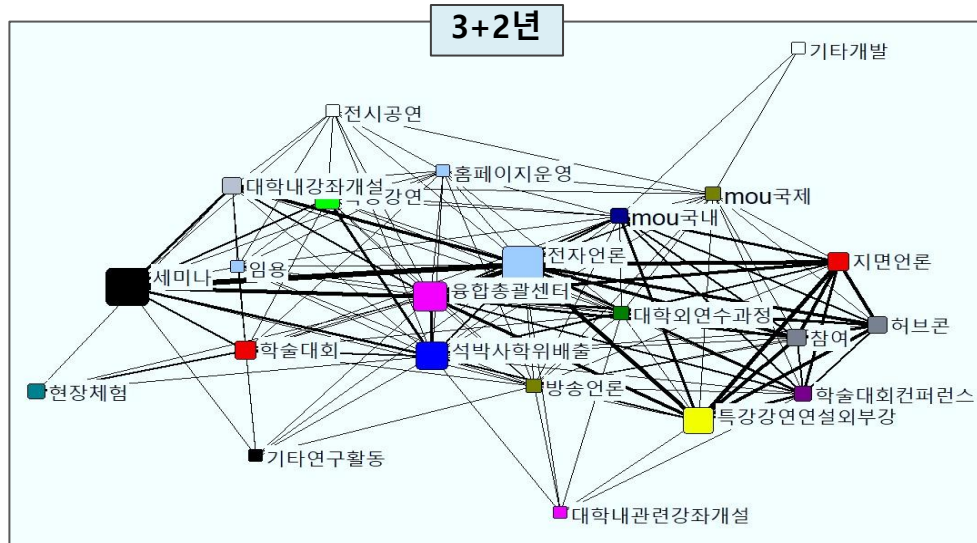 3+2년
기타개발
전시공연
홈페이지운영
대학내강좌개설
특강강연
mou국제
mou국내
전자언론
지면언론
임용
세미나
융합총괄센터
대학외연수과정
허브콘
참여
학술대회
석박사학위배출
방송언론
현장체험
학술대회컨퍼런스
특강강연연설외부강
기타연구활동
대학내관련강좌개설